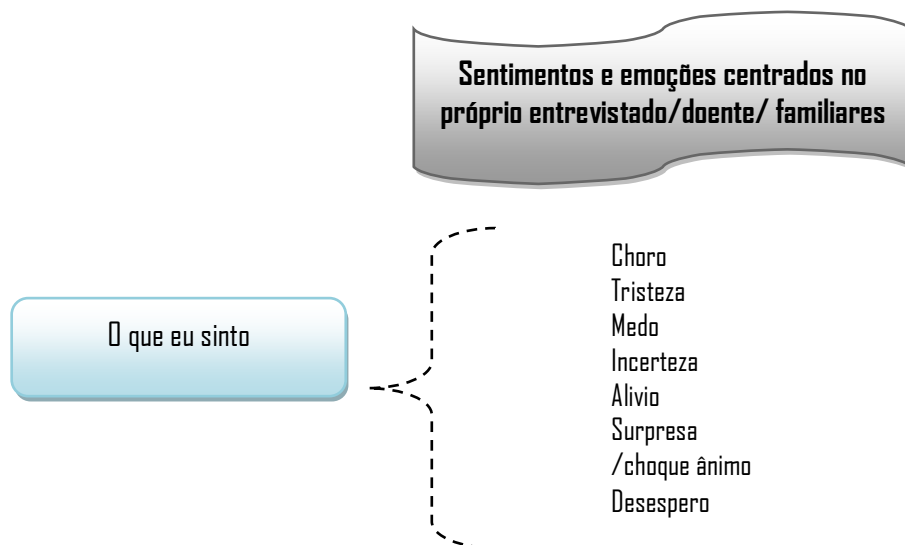 Sentimentos e emoções centrados no
próprio entrevistado/doente/ familiares
O que eu sinto
Choro
Tristeza
Medo
Incerteza
Alivio
Surpresa
/choque ânimo
Desespero